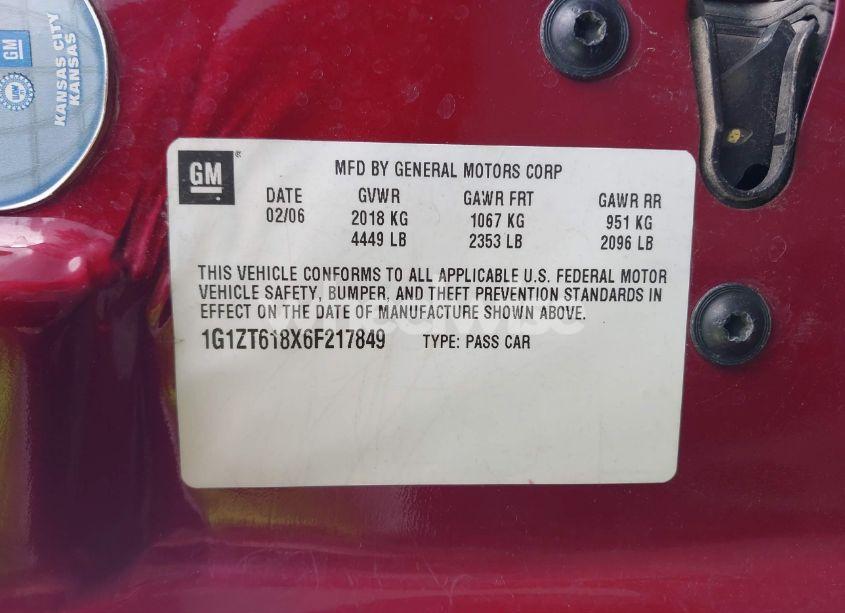 GM
KANSAS CITY
KANSAS
GM
MFD BY GENERAL MOTORS CORP
DATE GVWR GAWR FRT GAWR RR
02/06 2018 KG 1067 KG 951 KG
4449 LB 2353 LB 2096 LB
THIS VEHICLE CONFORMS TO ALL APPLICABLE U.S. FEDERAL MOTOR
VEHICLE SAFETY, BUMPER, AND THEFT PREVENTION STANDARDS IN
EFFECT ON THE DATE OF MANUFACTURE SHOWN ABOVE.
1G1ZT618X6F217849 TYPE: PASS CAR